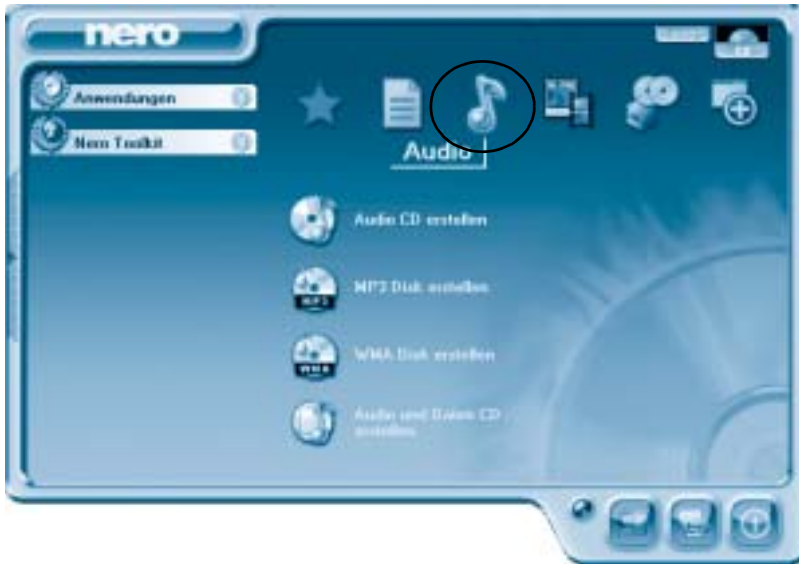 nero
Anwendungen
Nero Toolkit
Audio
Audio CD erstellen
MP3 Disk erstellen
MP3
WMA Disk erstellen
WMA
Audio und Daten CD
erstellen